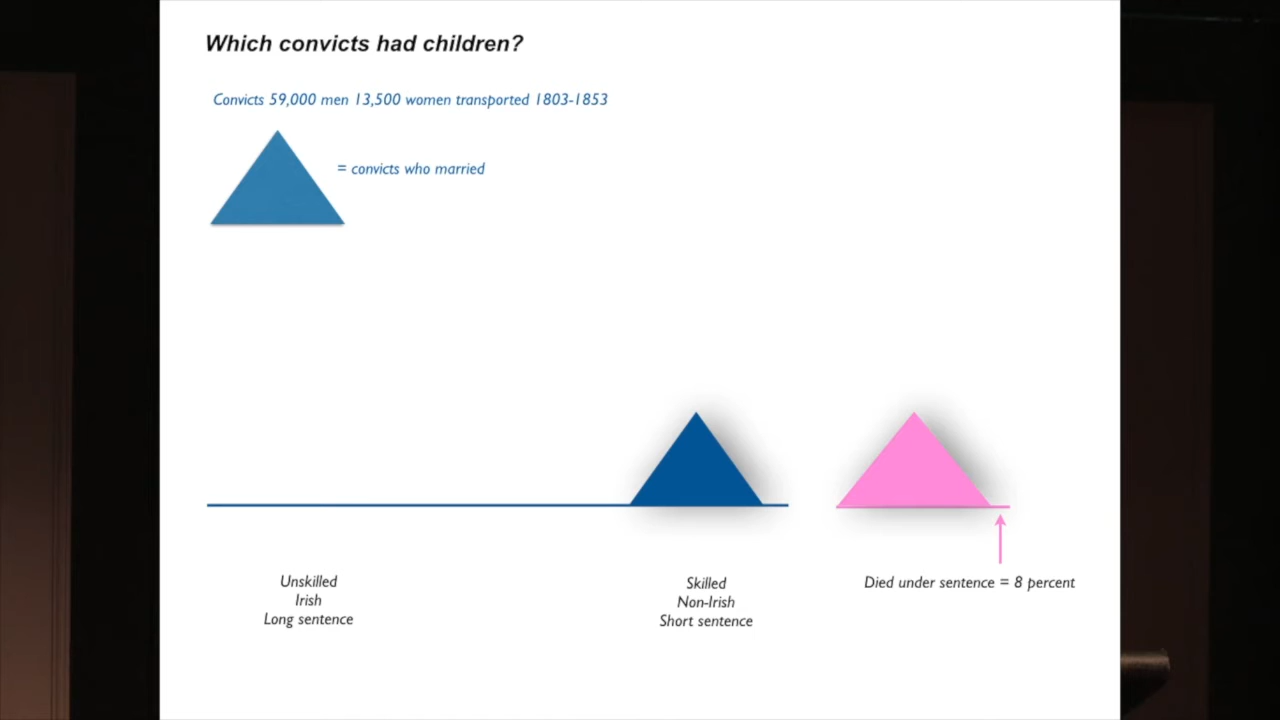 Which convicts had children?
Convicts 59,000 men 13,500 women transported 1803-1853
= convicts who married
Unskilled
Irish
Long sentence
Skilled
Non-Irish
Short sentence
Died under sentence = 8 percent